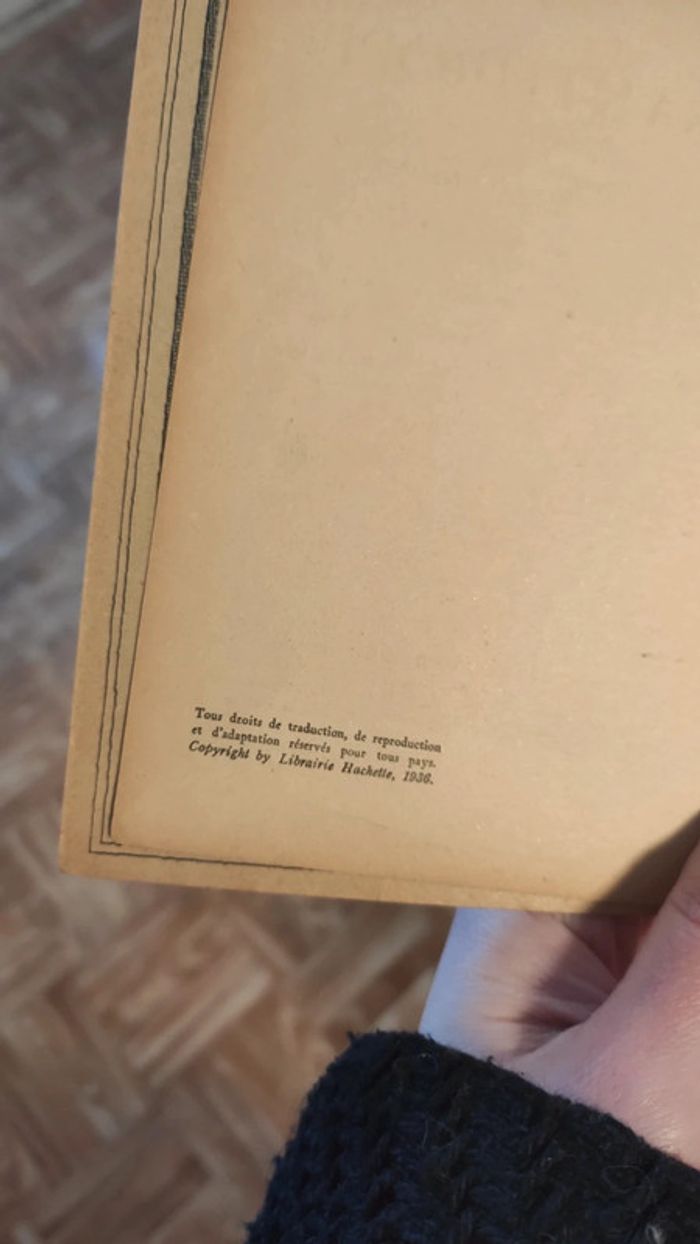 Tous droits de traduction, de reproduction
et d'adaptation réservés pour tous pays.
Copyright by Librairie Hachette, 1936.